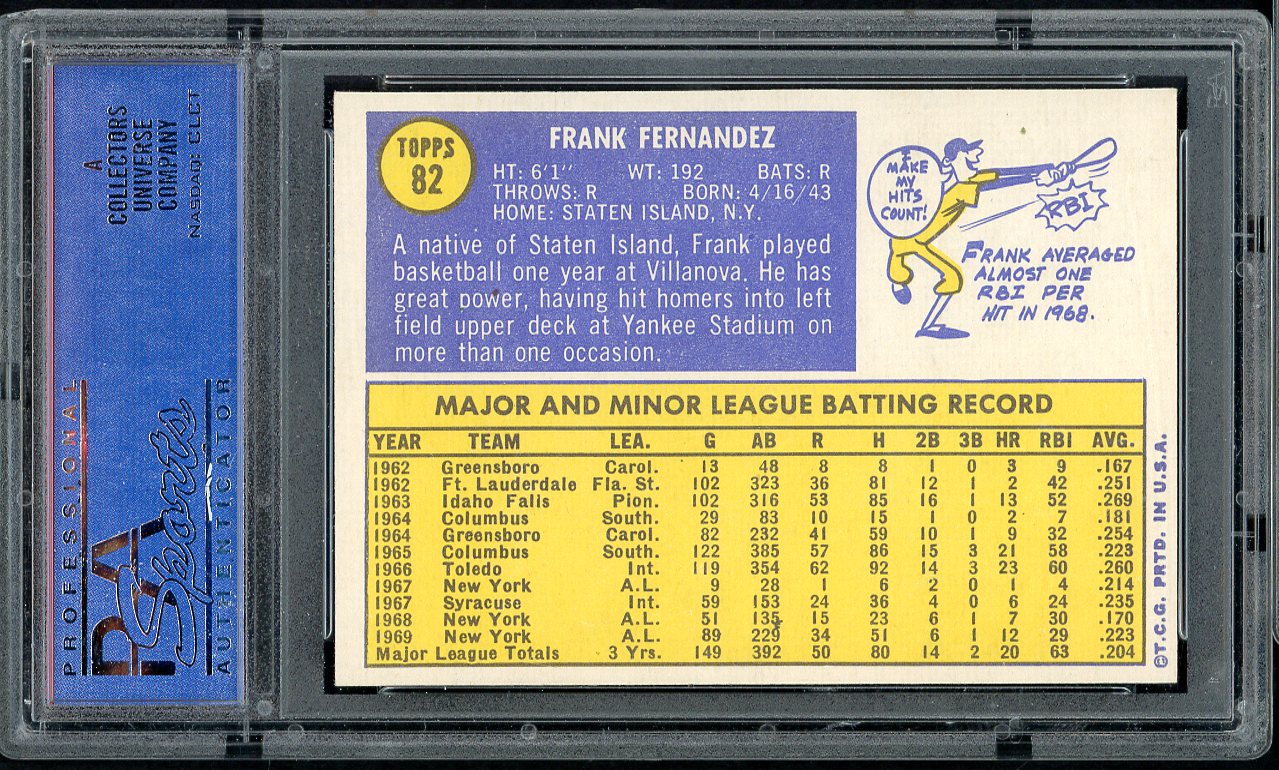 A
COLLECTORS
UNIVERSE
COMPANY
NASDAQ: CLCT
PROFESSIONAL
PSA
Sports
AUTHENTICATOR
TOPPS
82
FRANK FERNANDEZ
HT: 6'1" WT: 192 BATS: R
THROWS: R BORN: 4/16/43
HOME: STATEN ISLAND, N.Y.
A native of Staten Island, Frank played
basketball one year at Villanova. He has
great power, having hit homers into left
field upper deck at Yankee Stadium on
more than one occasion.
I
MAKE
MY
HITS
COUNT!
RBI
FRANK AVERAGED
ALMOST ONE
RBI PER
HIT IN 1968.
MAJOR AND MINOR LEAGUE BATTING RECORD
YEAR TEAM LEA. G AB R H 2B 3B HR RBI AVG.
1962 Greensboro Carol. 13 48 8 8 1 0 3 9 .167
1962 Ft. Lauderdale Fla. St. 102 323 36 81 12 1 2 42 .251
1963 Idaho Falls Pion. 102 316 53 85 16 1 13 52 .269
1964 Columbus South. 29 83 10 15 1 0 2 7 .181
1964 Greensboro Carol. 82 232 41 59 10 1 9 32 .254
1965 Columbus South. 122 385 57 86 15 3 21 58 .223
1966 Toledo Int. 119 354 62 92 14 3 23 60 .260
1967 New York A.L. 9 28 1 6 2 0 1 4 .214
1967 Syracuse Int. 59 153 24 36 4 0 6 24 .235
1968 New York A.L. 51 135 15 23 6 1 7 30 .170
1969 New York A.L. 89 229 34 51 6 1 12 29 .223
Major League Totals 3 Yrs. 149 392 50 80 14 2 20 63 .204
©T.C.G. PRTD. IN U.S.A.